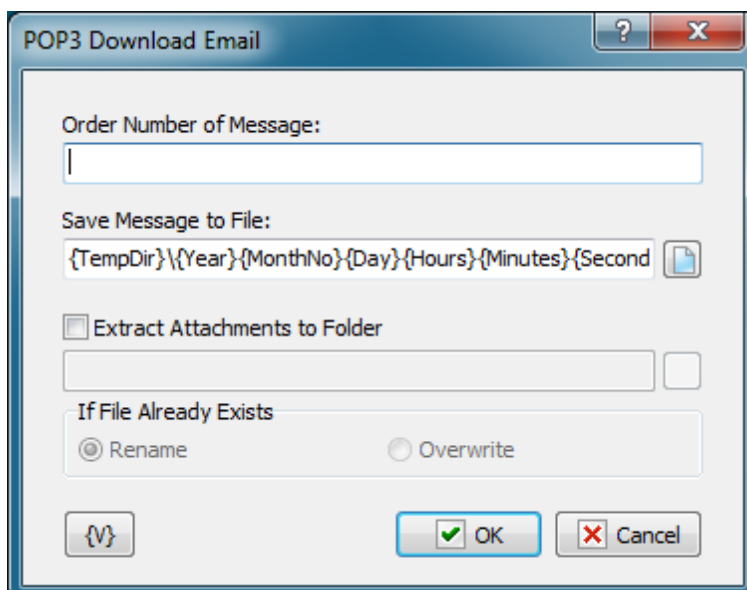 POP3 Download Email
Order Number of Message:
Save Message to File:
{TempDir}\{Year}{MonthNo}{Day}{Hours}{Minutes}{Second
Extract Attachments to Folder
If File Already Exists
Rename Overwrite
{V} OK Cancel